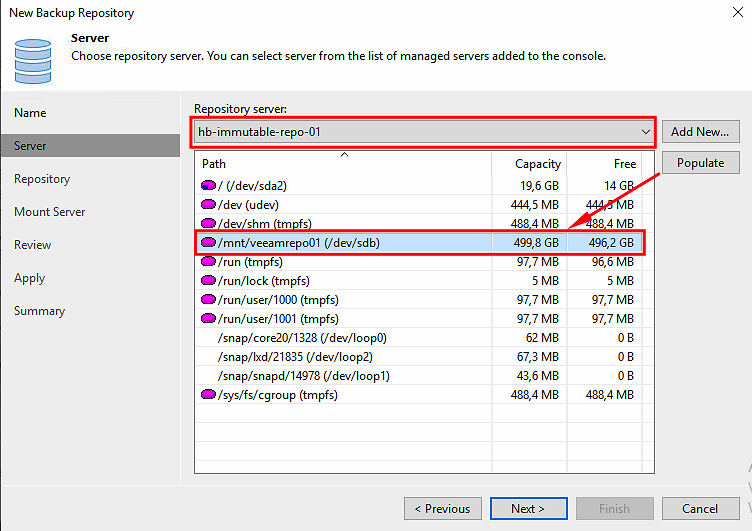 New Backup Repository
Server
Choose repository server. You can select server from the list of managed servers added to the console.
Name
Server
Repository
Mount Server
Review
Apply
Summary
Repository server:
hb-immutable-repo-01
Add New...
Populate
Path Capacity Free
/ (/dev/sda2) 19,6 GB 14 GB
/dev (udev) 444,5 MB 444,5 MB
/dev/shm (tmpfs) 488,4 MB 488,4 MB
/mnt/veeamrepo01 (/dev/sdb) 499,8 GB 496,2 GB
/run (tmpfs) 97,7 MB 96,6 MB
/run/lock (tmpfs) 5 MB 5 MB
/run/user/1000 (tmpfs) 97,7 MB 97,7 MB
/run/user/1001 (tmpfs) 97,7 MB 97,7 MB
/snap/core20/1328 (/dev/loop0) 62 MB 0 B
/snap/lxd/21835 (/dev/loop2) 67,3 MB 0 B
/snap/snapd/14978 (/dev/loop1) 43,6 MB 0 B
/sys/fs/cgroup (tmpfs) 488,4 MB 488,4 MB
< Previous
Next >
Finish
Cancel